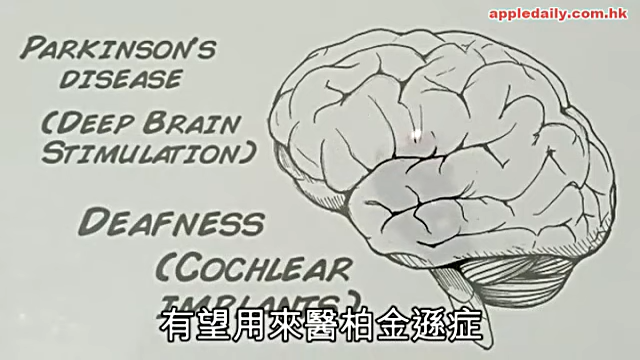 appledaily.com.hk
PARKINSON'S
DISEASE
(DEEP BRAIN
STIMULATION)
DEAFNESS
(COCHLEAR
IMPLANTS)
有望用來醫柏金遜症